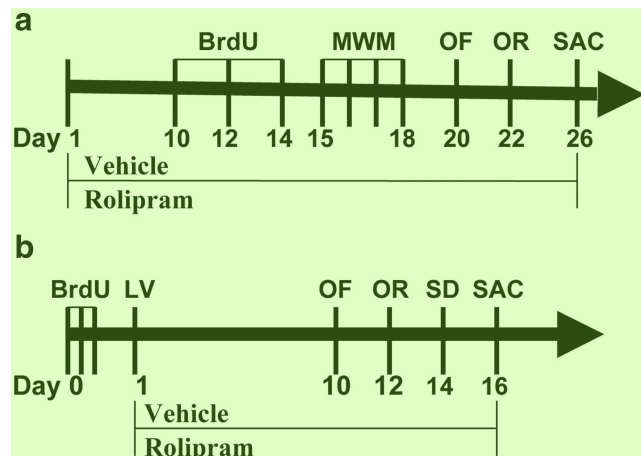 a
BrdU MWM OF OR SAC
Day 1 10 12 14 15 18 20 22 26
Vehicle
Rolipram
b
BrdU LV OF OR SD SAC
Day 0 1 10 12 14 16
Vehicle
Rolipram